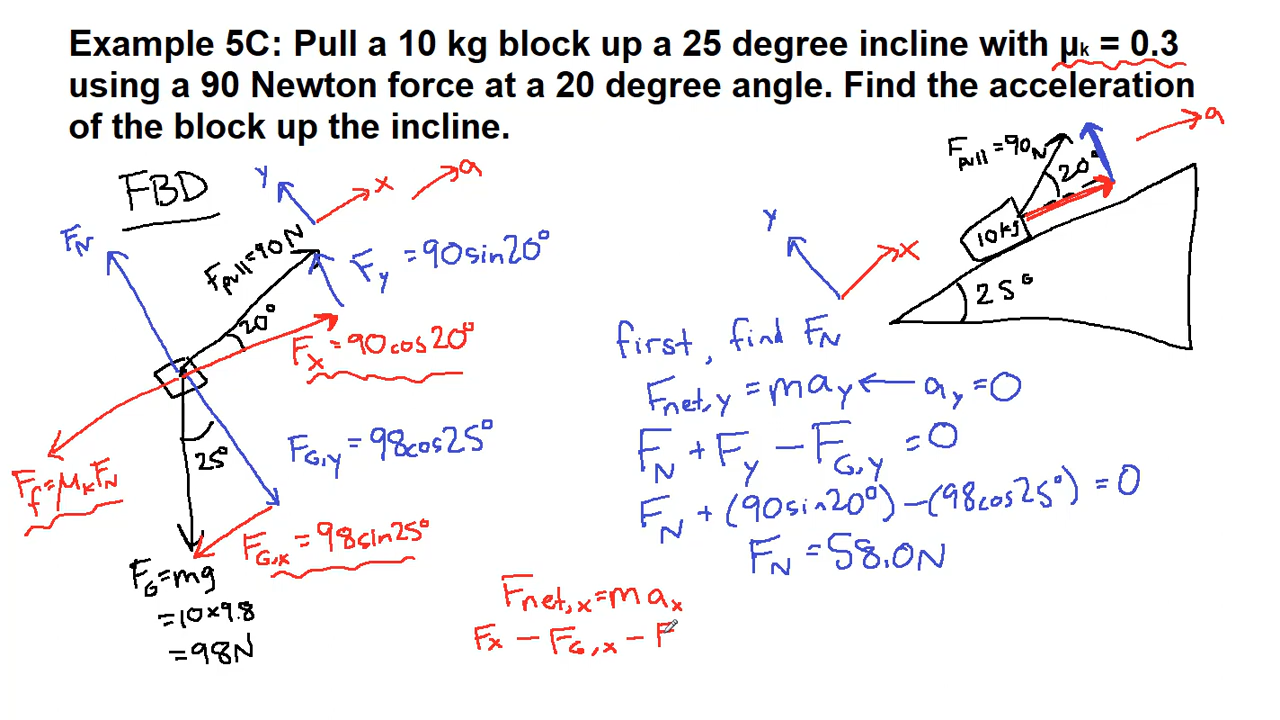 Example 5C: Pull a 10 kg block up a 25 degree incline with μk = 0.3
using a 90 Newton force at a 20 degree angle. Find the acceleration
of the block up the incline.
FBD
y
x
a
FN
Fpull=90N
20°
Fy = 90sin20°
Fx = 90cos20°
25°
FG,y = 98cos25°
Ff=μkFN
FG,x = 98sin25°
FG=mg
=10×9.8
=98N
Fpull=90N
20°
a
10kg
25°
y
x
first, find FN
Fnet,y = may ← ay=0
FN + Fy − FG,y = 0
FN + (90sin20°) − (98cos25°) = 0
FN = 58.0N
Fnet,x=max
Fx − FG,x − F